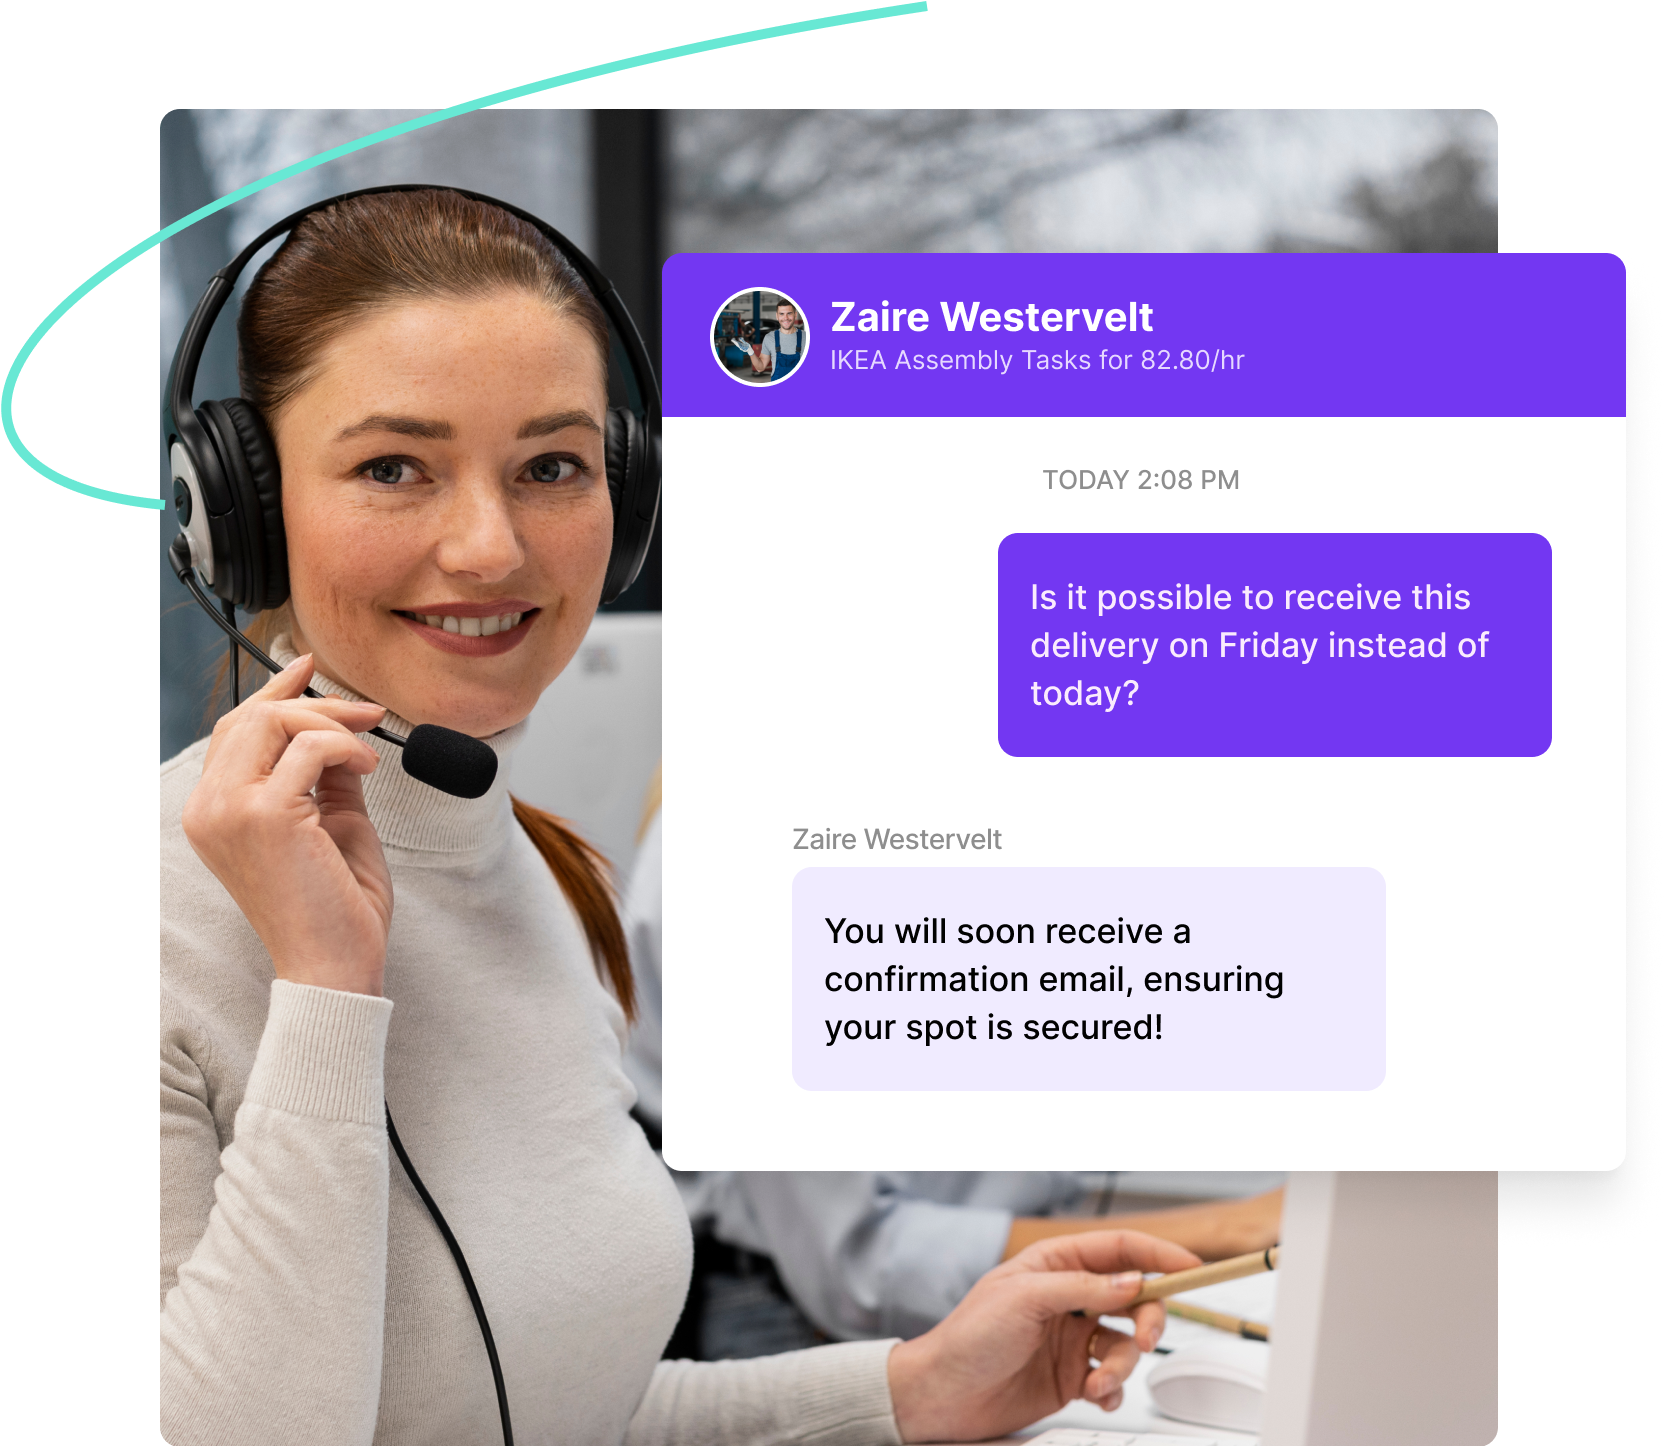 Zaire Westervelt
IKEA Assembly Tasks for 82.80/hr
TODAY 2:08 PM
Is it possible to receive this
delivery on Friday instead of
today?
Zaire Westervelt
You will soon receive a
confirmation email, ensuring
your spot is secured!